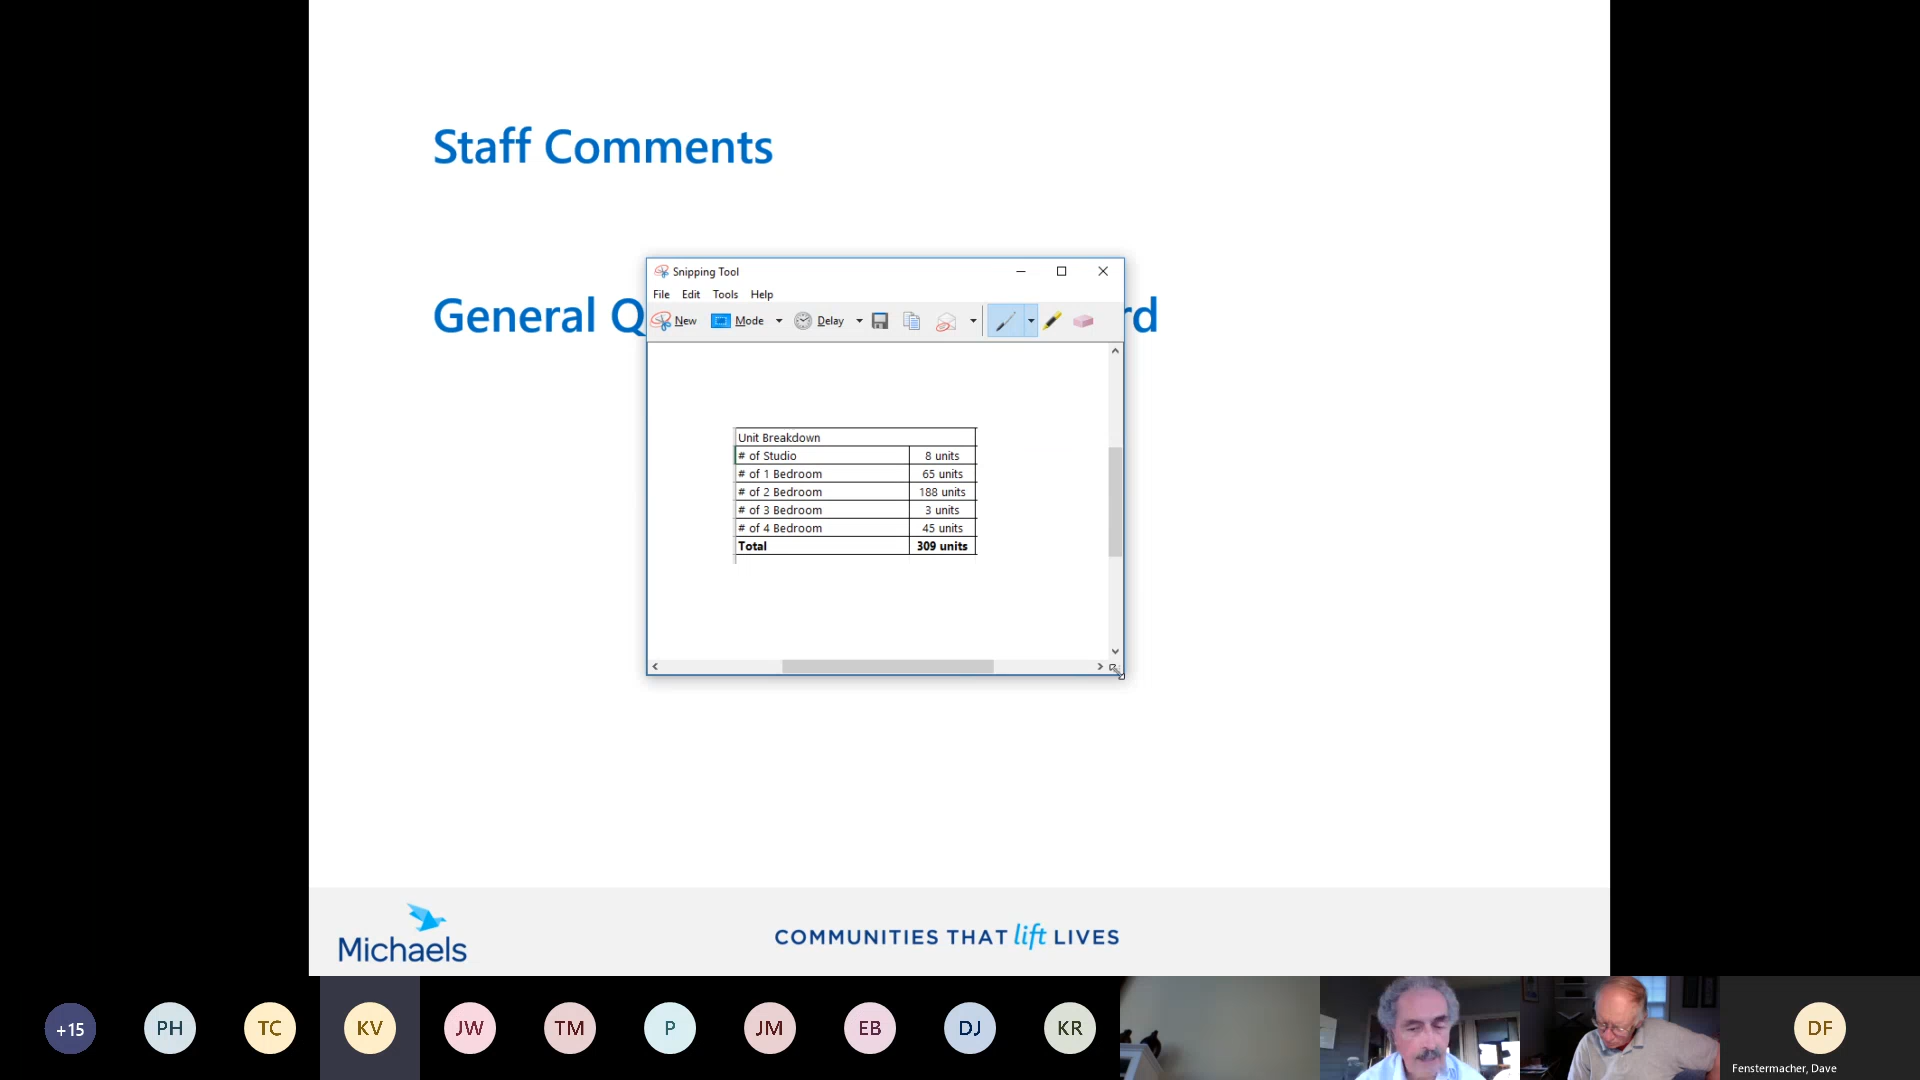 Staff Comments
General Q
rd
Snipping Tool
File Edit Tools Help
New Mode Delay
Unit Breakdown
# of Studio 8 units
# of 1 Bedroom 65 units
# of 2 Bedroom 188 units
# of 3 Bedroom 3 units
# of 4 Bedroom 45 units
Total 309 units
Michaels
COMMUNITIES THAT lift LIVES
+15 PH TC KV JW TM P JM EB DJ KR DF
Fenstermacher, Dave